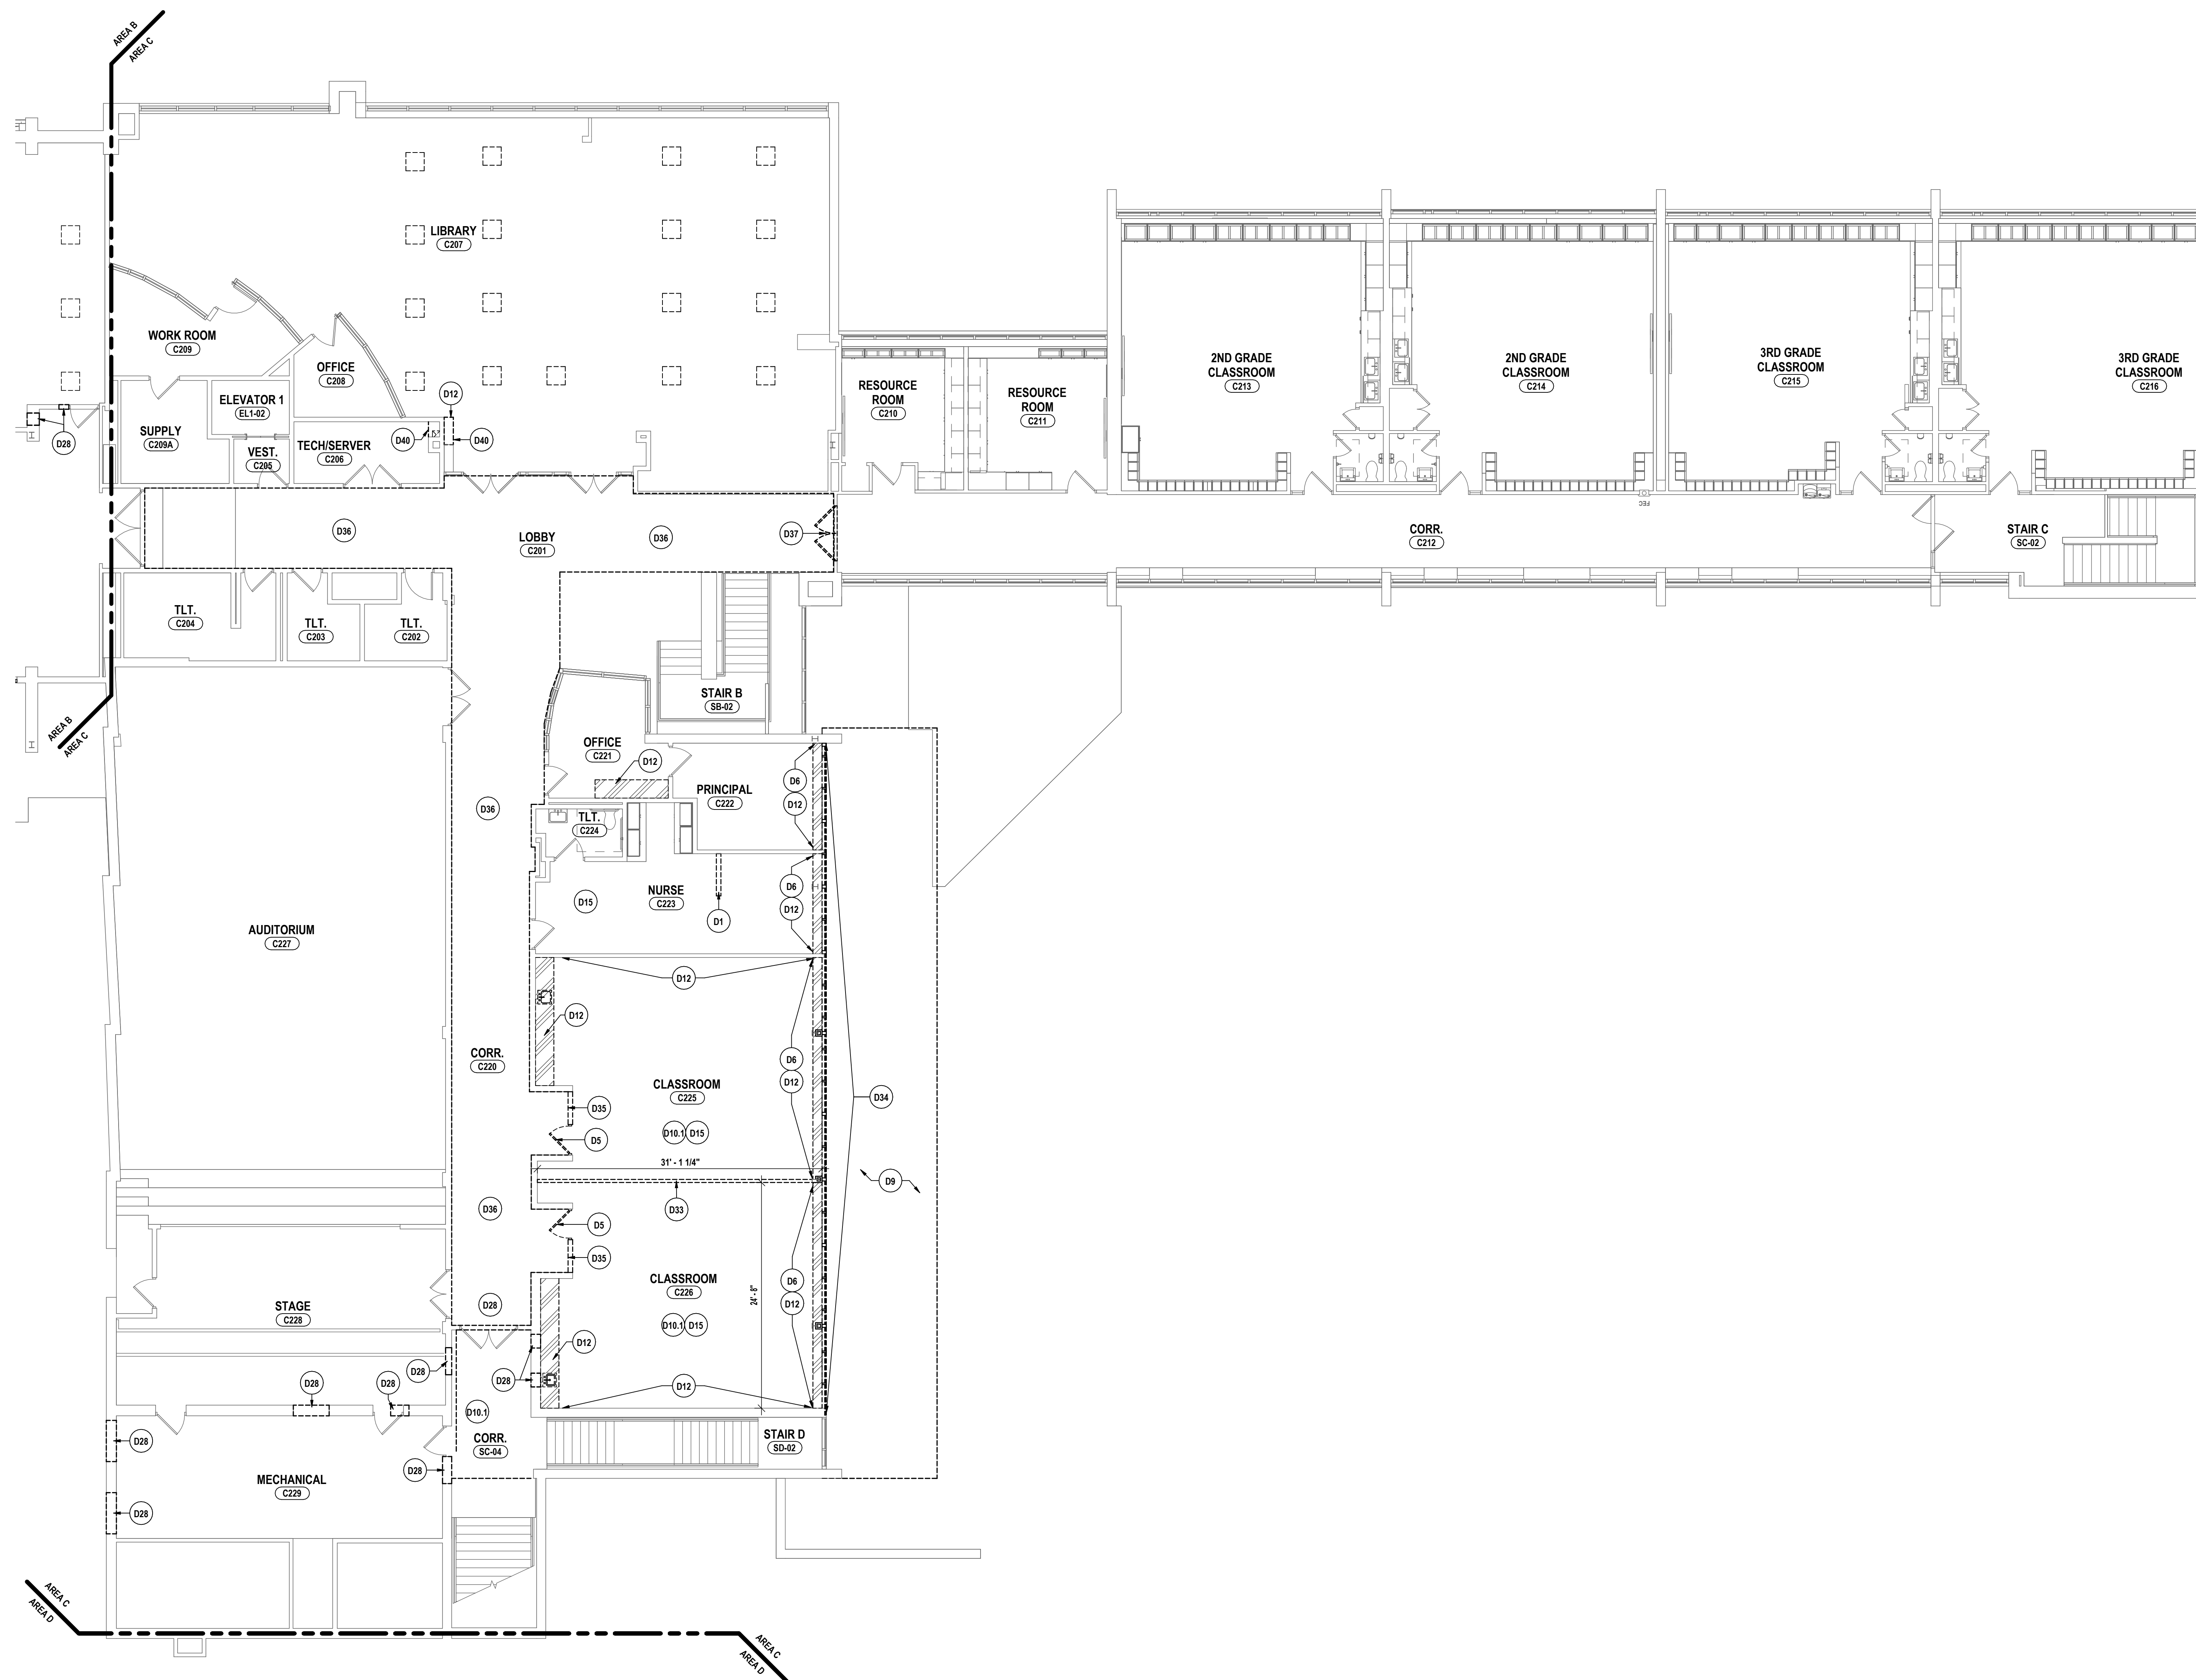 AREA B
AREA C
LIBRARY
C207
WORK ROOM
C209
OFFICE
C208
ELEVATOR 1
EL1-02
SUPPLY
C209A
VEST.
C205
TECH/SERVER
C206
D12
D40
D40
D28
RESOURCE
ROOM
C210
RESOURCE
ROOM
C211
2ND GRADE
CLASSROOM
C213
2ND GRADE
CLASSROOM
C214
3RD GRADE
CLASSROOM
C215
3RD GRADE
CLASSROOM
C216
FEC
D36
LOBBY
C201
D36
D37
CORR.
C212
STAIR C
SC-02
TLT.
C204
TLT.
C203
TLT.
C202
STAIR B
SB-02
AREA B
AREA C
OFFICE
C221
D12
PRINCIPAL
C222
D6
D12
D36
TLT.
C224
NURSE
C223
D15
D1
D6
D12
AUDITORIUM
C227
D12
D12
CORR.
C220
CLASSROOM
C225
D6
D12
D34
D35
D5
D10.1
D15
31' - 1 1/4"
D9
D36
D33
D5
D35
CLASSROOM
C226
24' - 8"
D6
D12
D10.1
D15
STAGE
C228
D28
D12
D28
D28
D28
D28
D12
D10.1
CORR.
SC-04
STAIR D
SD-02
D28
D28
MECHANICAL
C229
D28
AREA C
AREA D
AREA C
AREA D